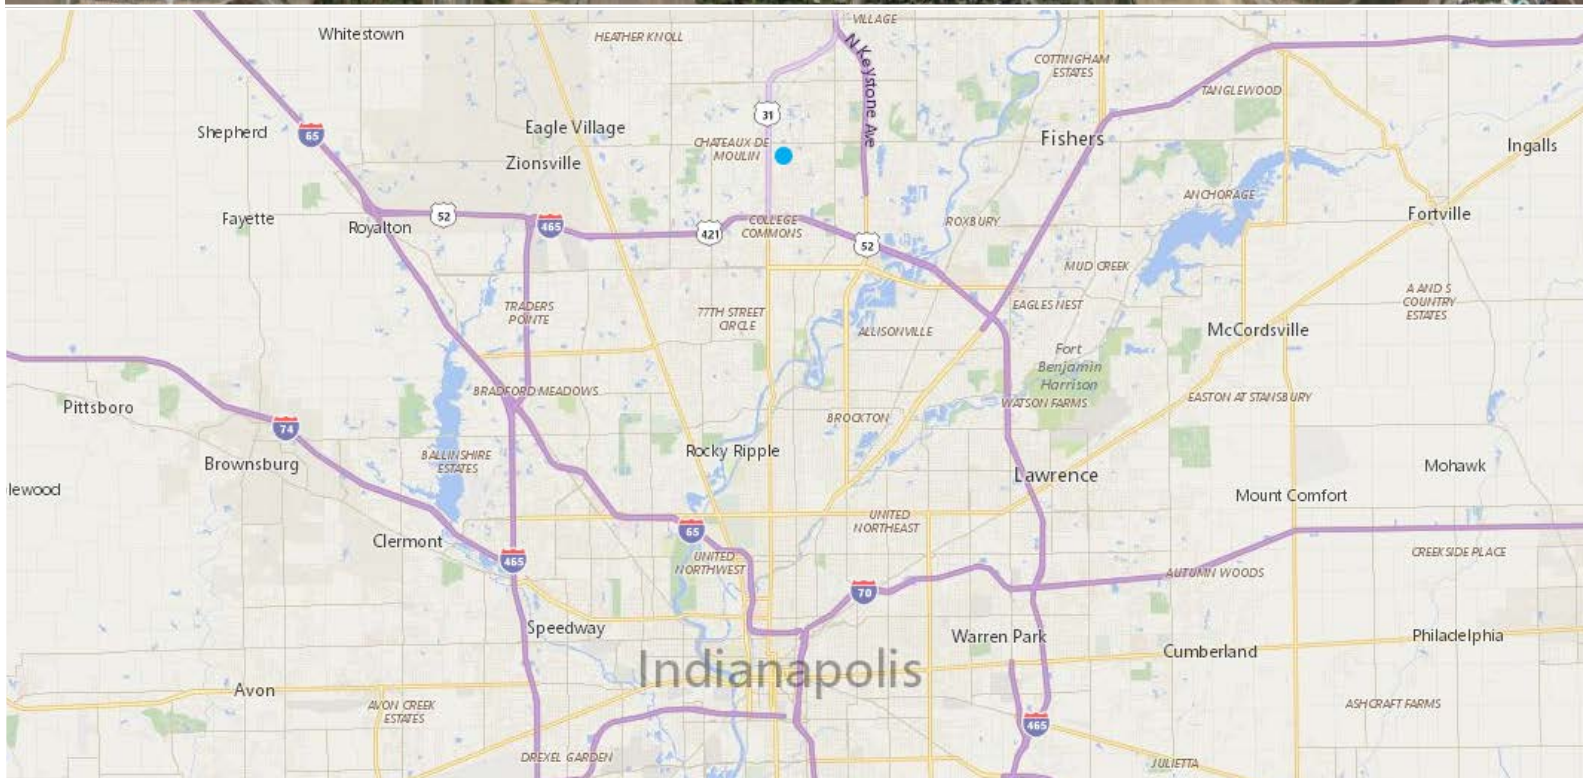 VILLAGE
Whitestown
HEATHER KNOLL
N Keystone Ave
COTTINGHAM
ESTATES
TANGLEWOOD
31
Shepherd
65
Eagle Village
CHATEAUX DE
MOULIN
Fishers
Ingalls
Zionsville
ANCHORAGE
Fayette
Royalton
52
465
421
COLLEGE
COMMONS
52
ROXBURY
Fortville
MUD CREEK
TRADERS
POINTE
77TH STREET
CIRCLE
ALLISONVILLE
EAGLES NEST
A AND S
COUNTRY
ESTATES
McCordsville
Fort
Benjamin
Harrison
Pittsboro
BRADFORD MEADOWS
WATSON FARMS
EASTON AT STANSBURY
74
BROCKTON
Brownsburg
BALLINSHIRE
ESTATES
Rocky Ripple
Lawrence
Mohawk
lewood
Mount Comfort
65
UNITED
NORTHEAST
Clermont
465
UNITED
NORTHWEST
CREEKSIDE PLACE
70
AUTUMN WOODS
Speedway
Warren Park
Philadelphia
Indianapolis
Cumberland
Avon
AVON CREEK
ESTATES
465
ASHCRAFT FARMS
DREXEL GARDEN
JULIETTA